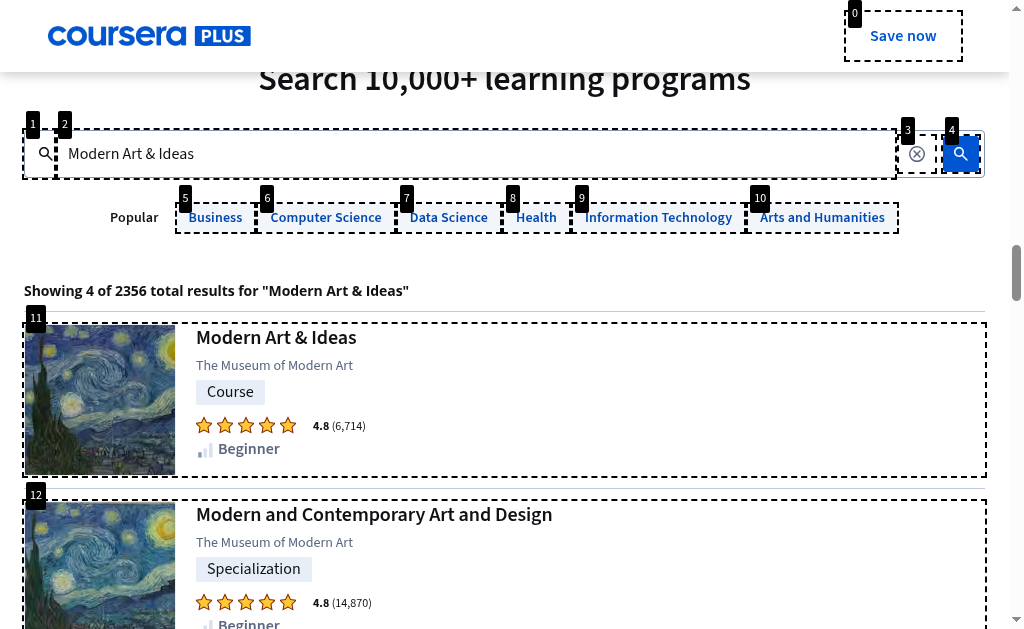 coursera PLUS
0
Save now
Search 10,000+ learning programs
1
2
3
4
Modern Art & Ideas
5
6
7
8
9
10
Popular
Business
Computer Science
Data Science
Health
Information Technology
Arts and Humanities
Showing 4 of 2356 total results for "Modern Art & Ideas"
11
Modern Art & Ideas
The Museum of Modern Art
Course
4.8 (6,714)
Beginner
12
Modern and Contemporary Art and Design
The Museum of Modern Art
Specialization
4.8 (14,870)
Beginner